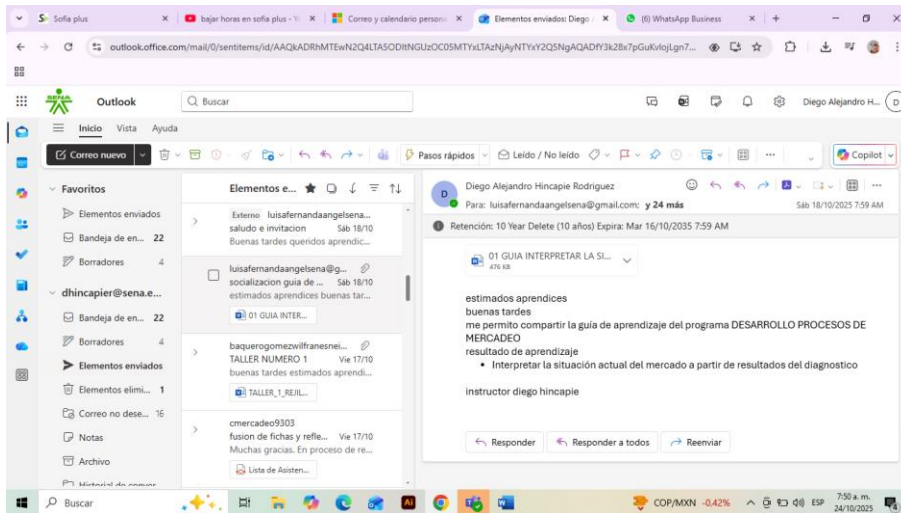 Sofia plus
bajar horas en sofia plus - Y
Correo y calendario person
Elementos enviados: Diego
(6) WhatsApp Business
outlook.office.com/mail/0/sentitems/id/
SENA
Outlook
Buscar
Diego Alejandro H...
Inicio Vista Ayuda
Correo nuevo
Pasos rápidos
Leído / No leído
Copilot
Favoritos
Elementos enviados
Bandeja de en... 22
Borradores 4
dhincapier@sena.e...
Bandeja de en... 22
Borradores 4
Elementos enviados
Elementos elimi... 1
Correo no dese... 16
Notas
Archivo
Historial de conver
Elementos e...
Externo luisafernandaangelsena...
saludo e invitacion Sáb 18/10
Buenas tardes queridos aprendic...
luisafernandaangelsena@g...
socializacion guia de ... Sáb 18/10
estimados aprendices buenas tar...
01 GUIA INTER...
baquerogomezwilfranesnei...
TALLER NUMERO 1 Vie 17/10
buenas tardes estimados aprendi...
TALLER_1_REJIL...
cmercadeo9303
fusion de fichas y refle... Vie 17/10
Muchas gracias. En proceso de re...
Lista de Asisten...
D
Diego Alejandro Hincapie Rodriguez
Para: luisafernandaangelsena@gmail.com; y 24 más
Sáb 18/10/2025 7:59 AM
Retención: 10 Year Delete (10 años) Expira: Mar 16/10/2035 7:59 AM
01 GUIA INTERPRETAR LA SI...
476 KB
estimados aprendices
buenas tardes
me permito compartir la guía de aprendizaje del programa DESARROLLO PROCESOS DE
MERCADEO
resultado de aprendizaje
• Interpretar la situación actual del mercado a partir de resultados del diagnostico
instructor diego hincapie
Responder
Responder a todos
Reenviar
Buscar
Ai
COP/MXN -0,42%
ESP
7:50 a. m.
24/10/2025